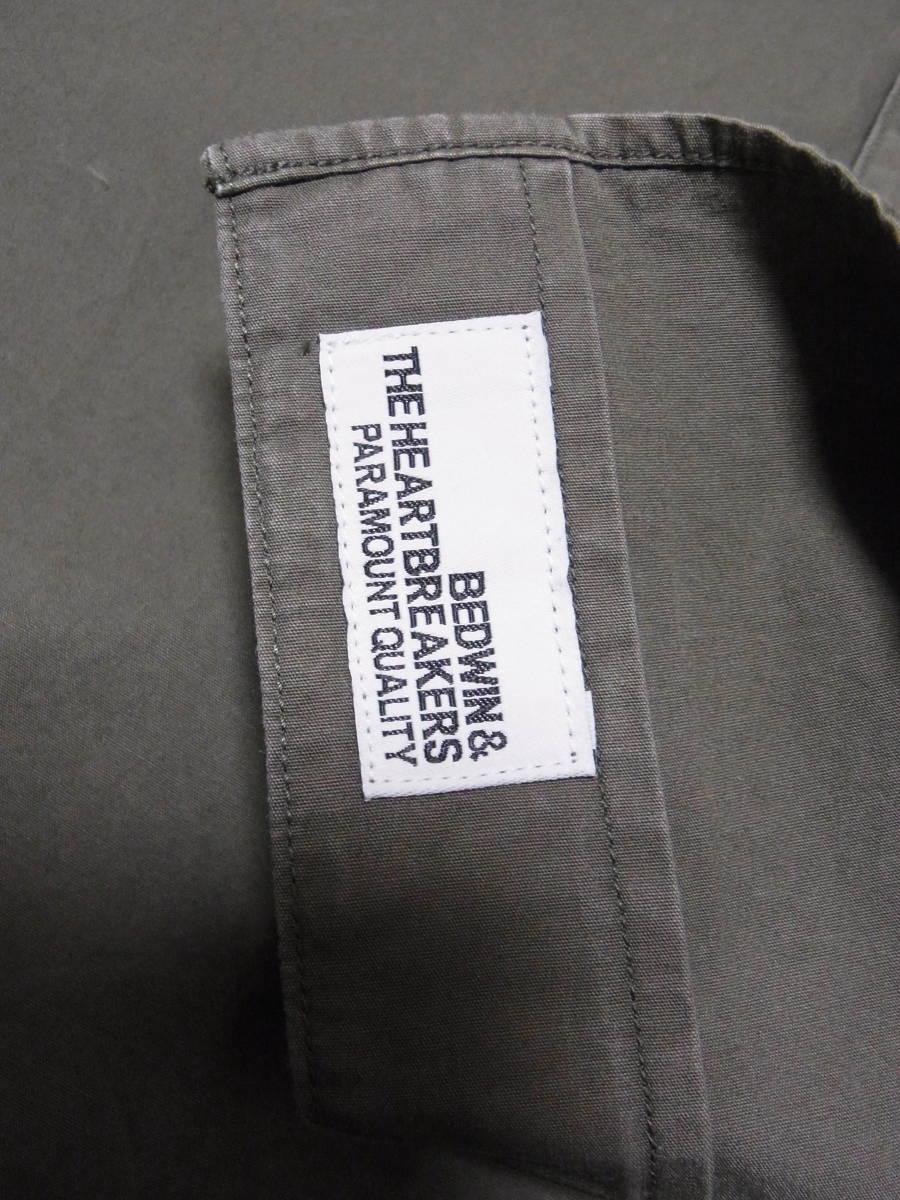 BEDWIN &
THE HEARTBREAKERS
PARAMOUNT QUALITY